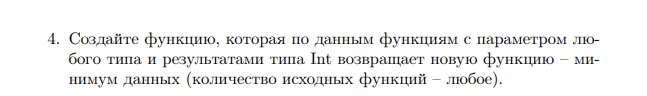 4. Создайте функцию, которая по данным функциям с параметром лю-
бого типа и результатами типа Int возвращает новую функцию – ми-
нимум данных (количество исходных функций – любое).